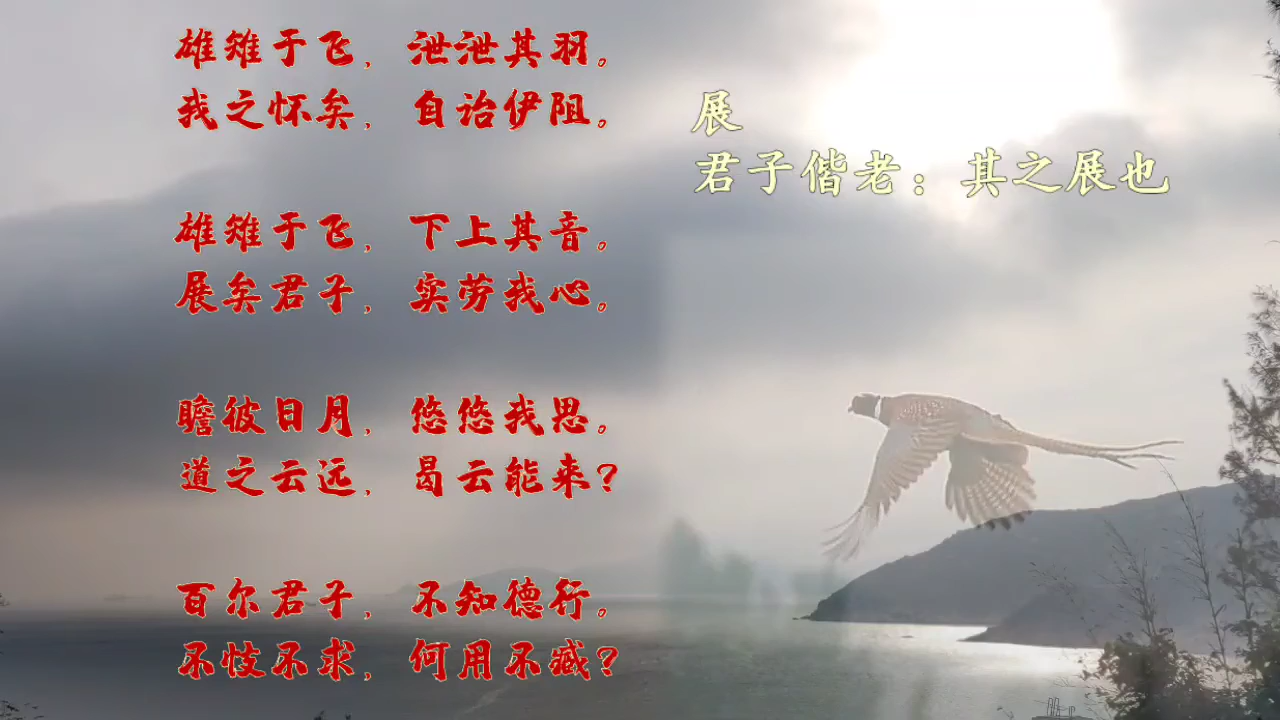 雄雉于飞，泄泄其羽。
我之怀矣，自诒伊阻。
雄雉于飞，下上其音。
展矣君子，实劳我心。
瞻彼日月，悠悠我思。
道之云远，曷云能来？
百尔君子，不知德行。
不忮不求，何用不臧？
展
君子偕老：其之展也